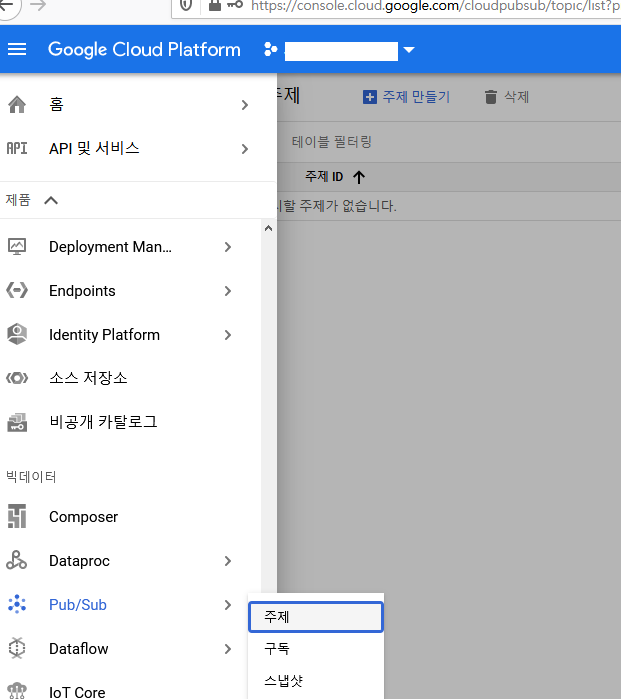 https://console.cloud.google.com/cloudpubsub/topic/list?p
Google Cloud Platform
홈
주제
주제 만들기
삭제
API 및 서비스
테이블 필터링
주제 ID
제품
할 주제가 없습니다.
Deployment Man...
Endpoints
Identity Platform
소스 저장소
비공개 카탈로그
빅데이터
Composer
Dataproc
Pub/Sub
주제
Dataflow
구독
스냅샷
IoT Core